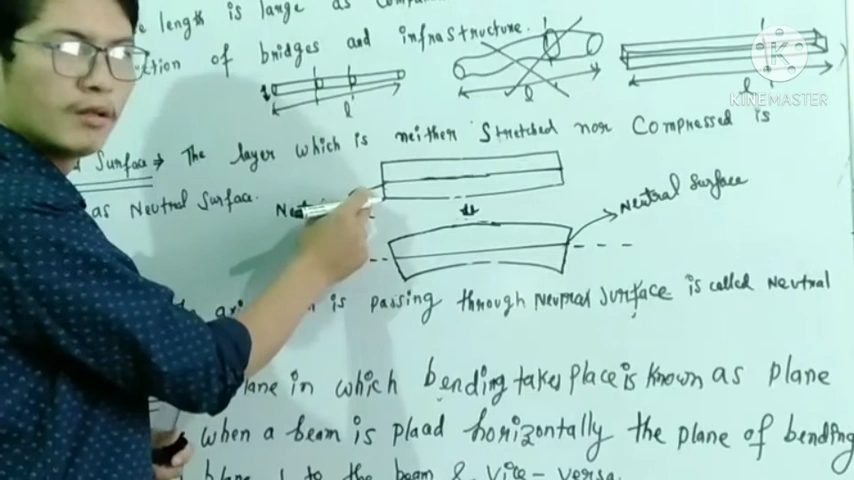 length is large as
of bridges and infrastructure.
l
l
l
K
KINEMASTER
Surface → The layer which is neither Stretched nor Compressed is
as Neutral Surface.
Neutral Surface
is passing through Neutral Surface is called Neutral
plane in which bending takes place is known as plane
when a beam is plaad horizontally the plane of bending
to the beam & vice-versa.